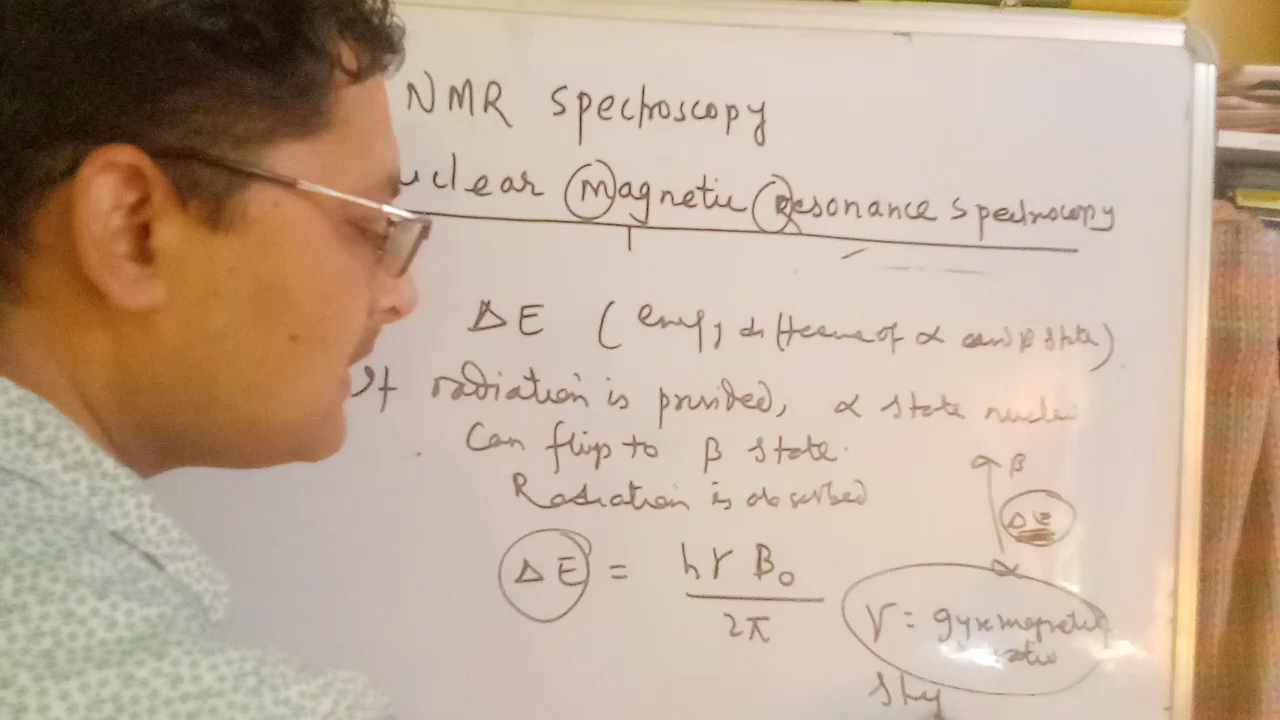 NMR Spectroscopy
uclear Magnetic Resonance Spectroscopy
ΔE (energy difference of α and β state)
If radiation is provided, α state nuclei
Can flip to β state.
Radiation is absorbed
β
ΔE
α
ΔE = hγB₀ / 2π
γ = gyromagnetic
ratio